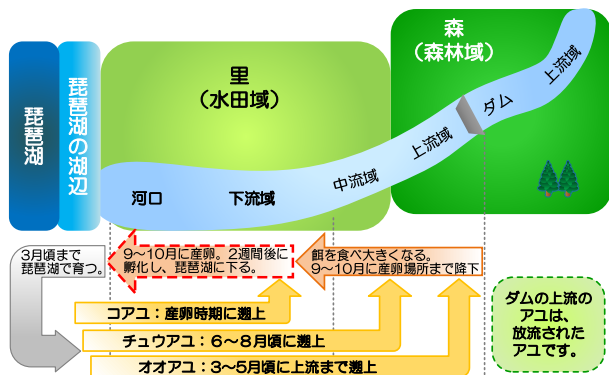 琵琶湖
琵琶湖の湖辺
里
（水田域）
森
（森林域）
河口
下流域
中流域
上流域
ダム
上流域
3月頃まで
琵琶湖で育つ。
9～10月に産卵。2週間後に
孵化し、琵琶湖に下る。
餌を食べ大きくなる。
9～10月に産卵場所まで降下
コアユ：産卵時期に遡上
チュウアユ：６～８月頃に遡上
オオアユ：3～5月頃に上流まで遡上
ダムの上流の
アユは、
放流された
アユです。